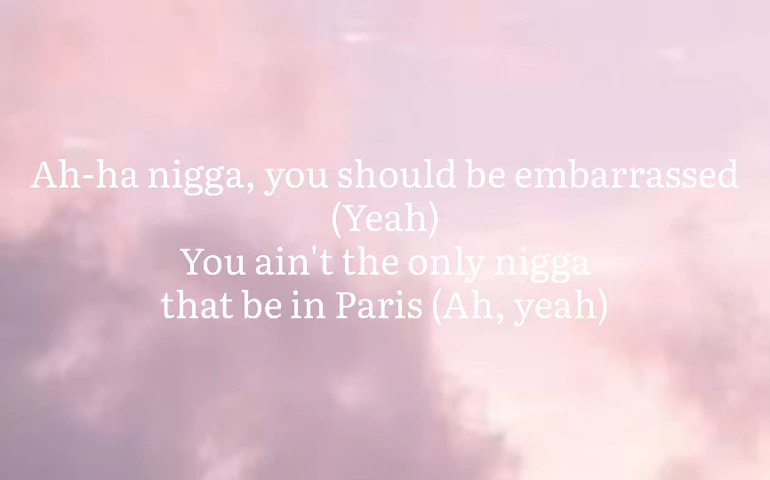 Ah-ha nigga, you should be embarrassed
(Yeah)
You ain't the only nigga
that be in Paris (Ah, yeah)